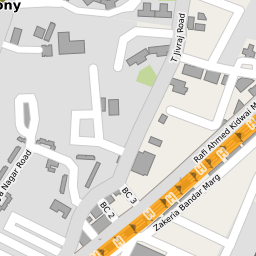 ony
T Jivraj Road
Rafi Ahmed Kidwai M
a Nagar Road
BC 3
BC 2
Zakeria Bandar Marg